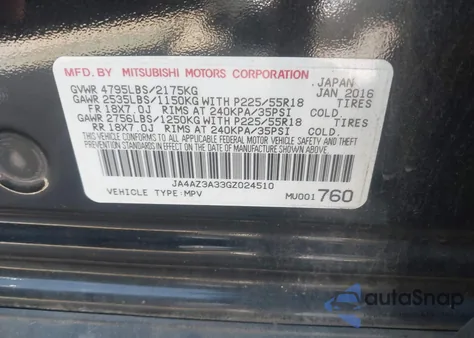 MFD BY MITSUBISHI MOTORS CORPORATION JAPAN
GVWR 4795LBS/2175KG JAN 2016
GAWR 2535LBS/1150KG WITH P225/55R18 TIRES
FR 18X7.0J RIMS AT 240KPA/35PSI COLD
GAWR 2756LBS/1250KG WITH P225/55R18 TIRES
RR 18X7.0J RIMS AT 240KPA/35PSI COLD.
THIS VEHICLE CONFORMS TO ALL APPLICABLE FEDERAL MOTOR VEHICLE
SAFETY AND THEFT PREVENTION STANDARDS IN EFFECT ON THE DATE OF
MANUFACTURE SHOWN ABOVE.
JA4AZ3A33GZ024510
VEHICLE TYPE:MPV MU001760
autoSnap